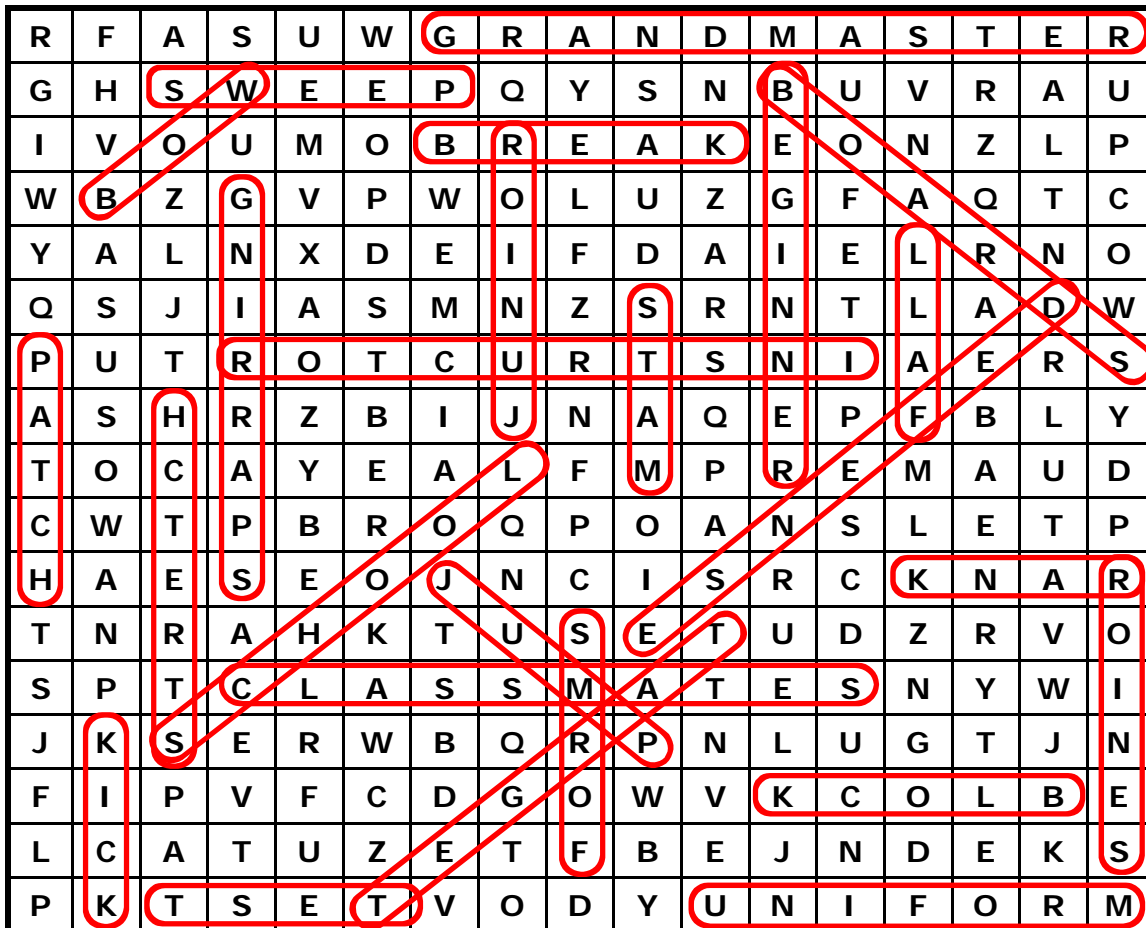 R F A S U W G R A N D M A S T E R
G H S W E E P Q Y S N B U V R A U
I V O U M O B R E A K E O N Z L P
W B Z G V P W O L U Z G F A Q T C
Y A L N X D E I F D A I E L R N O
Q S J I A S M N Z S R N T L A D W
P U T R O T C U R T S N I A E R S
A S H R Z B I J N A Q E P F B L Y
T O C A Y E A L F M P R E M A U D
C W T P B R O Q P O A N S L E T P
H A E S E O J N C I S R C K N A R
T N R A H K T U S E T U D Z R V O
S P T C L A S S M A T E S N Y W I
J K S E R W B Q R P N L U G T J N
F I P V F C D G O W V K C O L B E
L C A T U Z E T F B E J N D E K S
P K T S E T V O D Y U N I F O R M